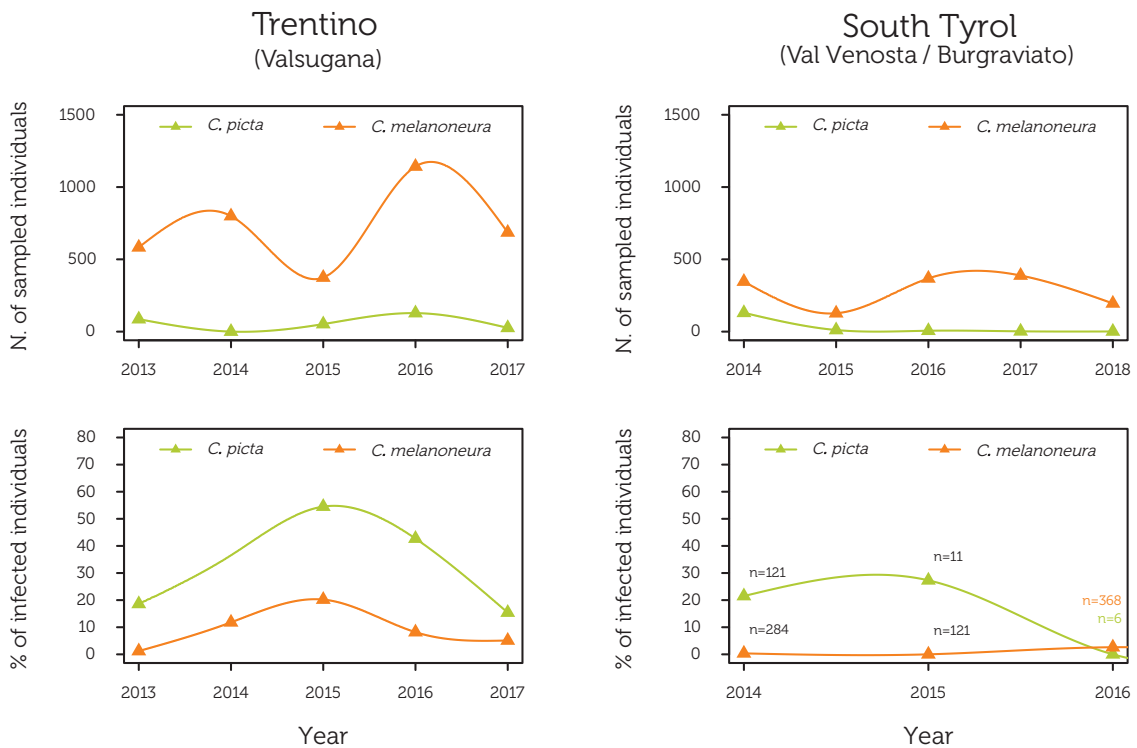 Trentino
(Valsugana)
South Tyrol
(Val Venosta / Burgraviato)
N. of sampled individuals
1500
1000
500
0
C. picta
C. melanoneura
2013
2014
2015
2016
2017
N. of sampled individuals
1500
1000
500
0
C. picta
C. melanoneura
2014
2015
2016
2017
2018
% of infected individuals
80
70
60
50
40
30
20
10
0
C. picta
C. melanoneura
2013
2014
2015
2016
2017
Year
% of infected individuals
80
70
60
50
40
30
20
10
0
C. picta
C. melanoneura
n=121
n=11
n=368
n=6
n=284
n=121
2014
2015
2016
Year